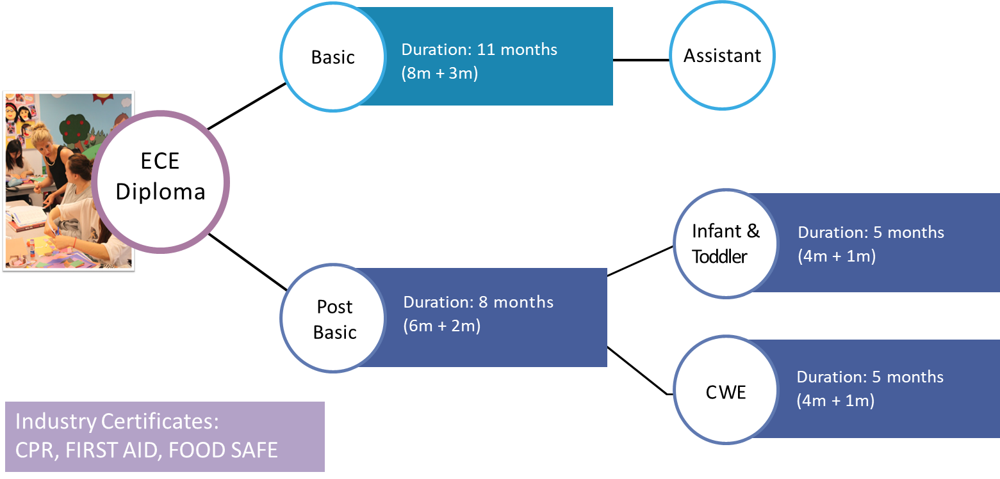 Basic
Duration: 11 months
(8m + 3m)
Assistant
ECE
Diploma
Post
Basic
Duration: 8 months
(6m + 2m)
Infant &
Toddler
Duration: 5 months
(4m + 1m)
CWE
Duration: 5 months
(4m + 1m)
Industry Certificates:
CPR, FIRST AID, FOOD SAFE